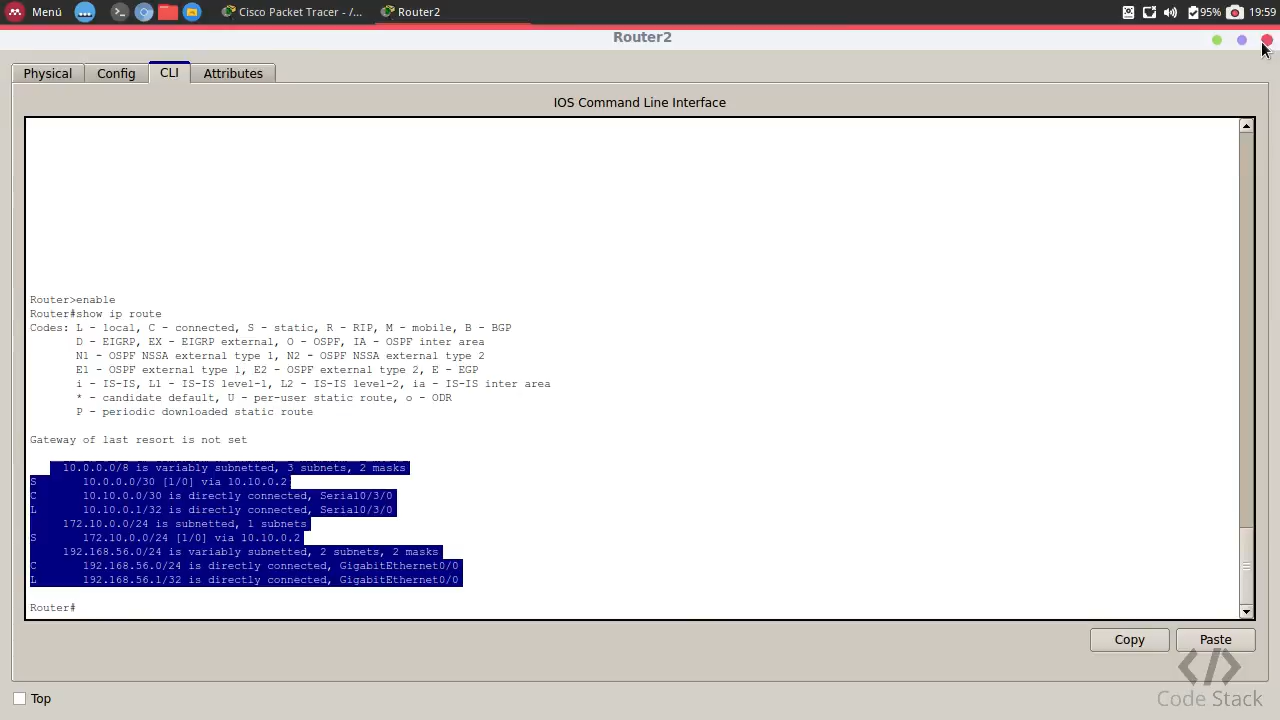 Menú
Cisco Packet Tracer - /...
Router2
95%
19:59
Router2
Physical
Config
CLI
Attributes
IOS Command Line Interface
Router>enable
Router#show ip route
Codes: L - local, C - connected, S - static, R - RIP, M - mobile, B - BGP
D - EIGRP, EX - EIGRP external, O - OSPF, IA - OSPF inter area
N1 - OSPF NSSA external type 1, N2 - OSPF NSSA external type 2
E1 - OSPF external type 1, E2 - OSPF external type 2, E - EGP
i - IS-IS, L1 - IS-IS level-1, L2 - IS-IS level-2, ia - IS-IS inter area
* - candidate default, U - per-user static route, o - ODR
P - periodic downloaded static route
Gateway of last resort is not set
10.0.0.0/8 is variably subnetted, 3 subnets, 2 masks
S 10.0.0.0/30 [1/0] via 10.10.0.2
C 10.10.0.0/30 is directly connected, Serial0/3/0
L 10.10.0.1/32 is directly connected, Serial0/3/0
172.10.0.0/24 is subnetted, 1 subnets
S 172.10.0.0/24 [1/0] via 10.10.0.2
192.168.56.0/24 is variably subnetted, 2 subnets, 2 masks
C 192.168.56.0/24 is directly connected, GigabitEthernet0/0
L 192.168.56.1/32 is directly connected, GigabitEthernet0/0
Router#
Copy
Paste
Top
Code Stack